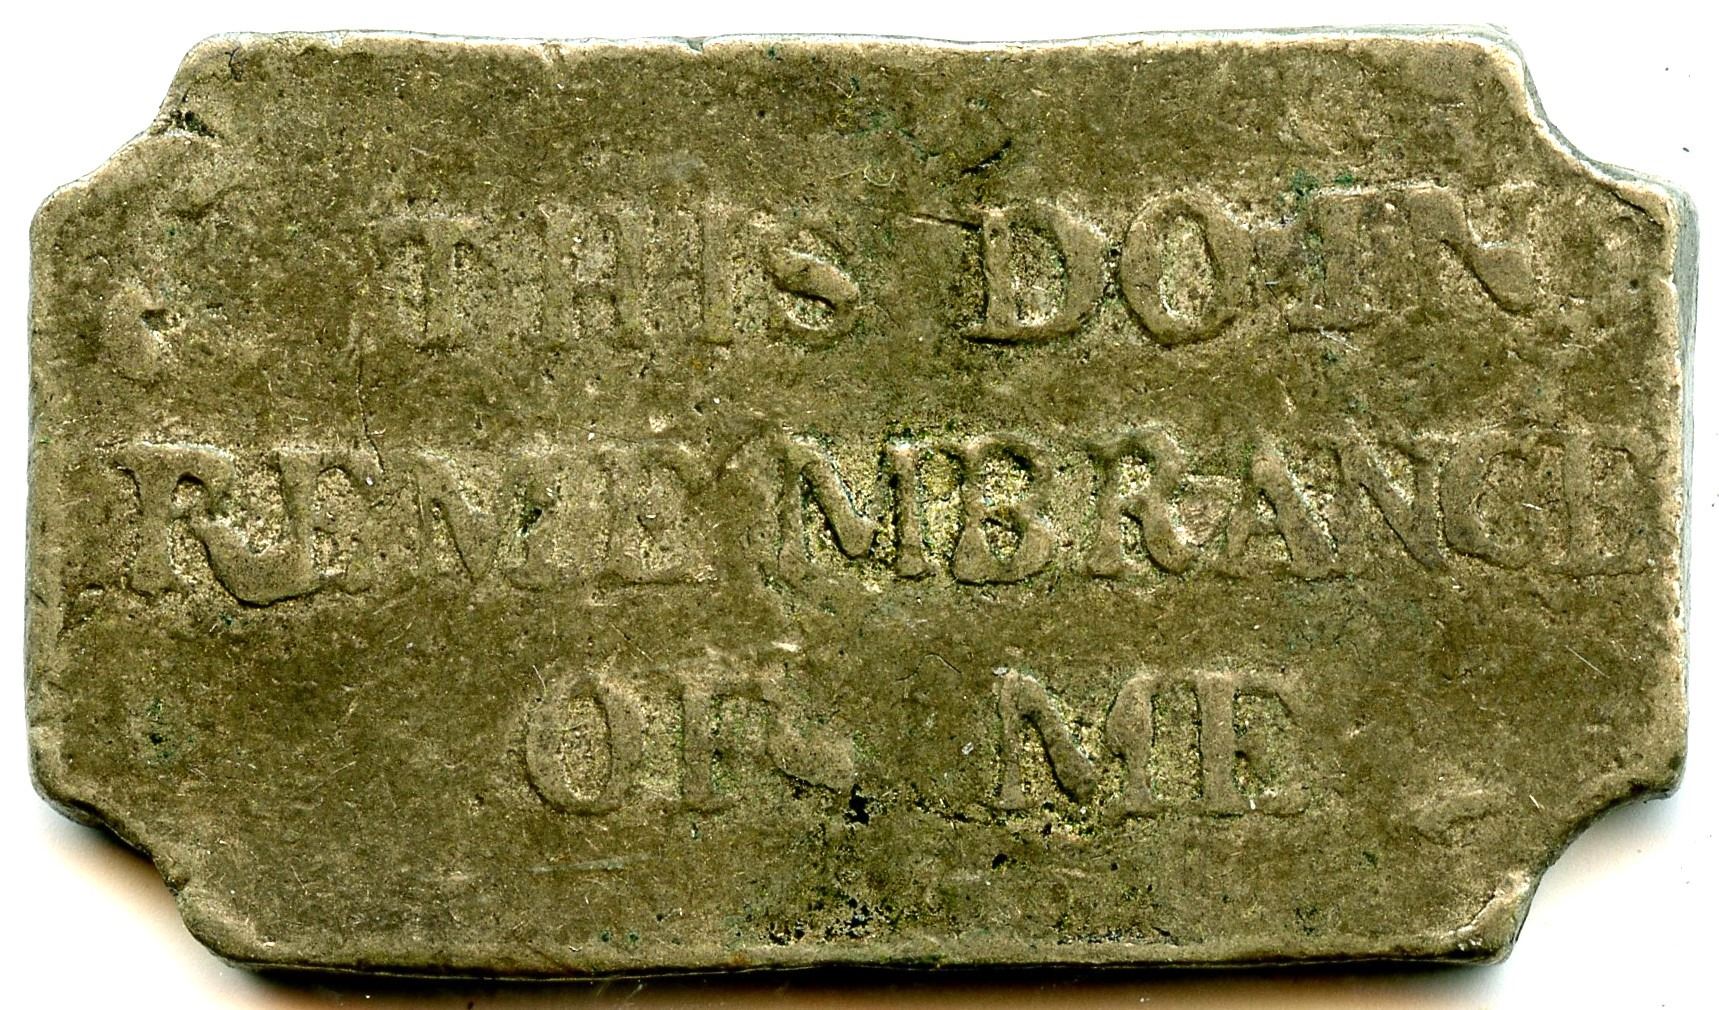 THIS DO IN
REMEMBRANCE
OF ME